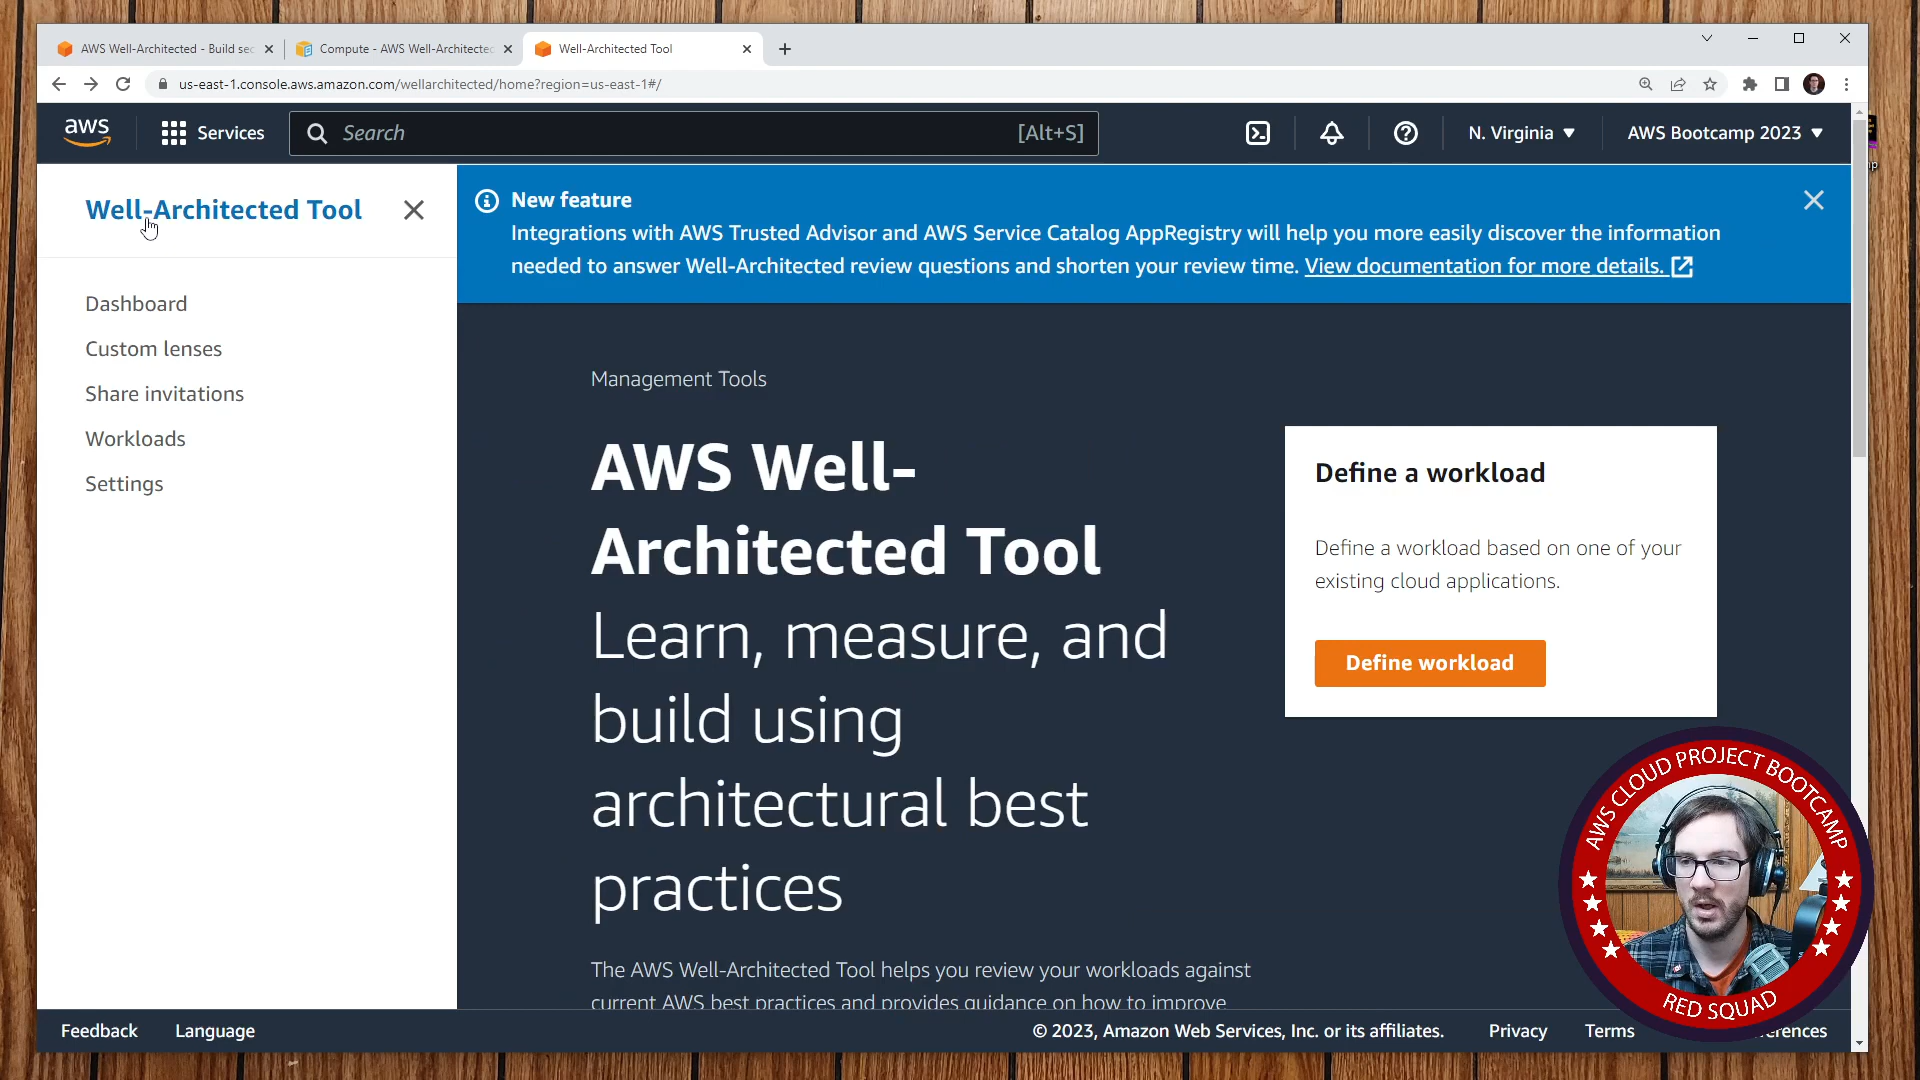 AWS Well-Architected - Build sec
Compute - AWS Well-Architected
Well-Architected Tool
us-east-1.console.aws.amazon.com/wellarchitected/home?region=us-east-1#/
aws
Services
Search
[Alt+S]
N. Virginia
AWS Bootcamp 2023
Well-Architected Tool
Dashboard
Custom lenses
Share invitations
Workloads
Settings
New feature
Integrations with AWS Trusted Advisor and AWS Service Catalog AppRegistry will help you more easily discover the information
needed to answer Well-Architected review questions and shorten your review time. View documentation for more details.
Management Tools
AWS Well-
Architected Tool
Learn, measure, and
build using
architectural best
practices
The AWS Well-Architected Tool helps you review your workloads against
current AWS best practices and provides guidance on how to improve
Define a workload
Define a workload based on one of your
existing cloud applications.
Define workload
AWS CLOUD PROJECT BOOTCAMP
RED SQUAD
Feedback
Language
© 2023, Amazon Web Services, Inc. or its affiliates.
Privacy
Terms